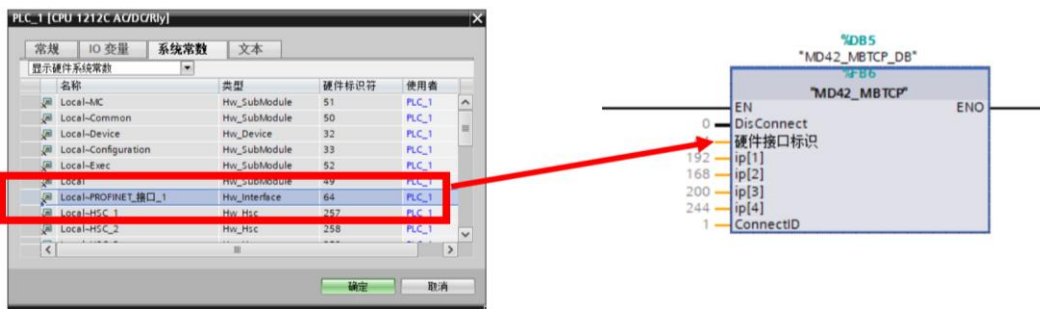 PLC_1 [CPU 1212C AC/DC/Rly]
常规 IO 变量 系统常数 文本
显示硬件系统常数
名称 类型 硬件标识符 使用者
Local~MC Hw_SubModule 51 PLC_1
Local~Common Hw_SubModule 50 PLC_1
Local~Device Hw_Device 32 PLC_1
Local~Configuration Hw_SubModule 33 PLC_1
Local~Exec Hw_SubModule 52 PLC_1
Local Hw_SubModule 49 PLC_1
Local~PROFINET_接口_1 Hw_Interface 64 PLC_1
Local~HSC_1 Hw_Hsc 257 PLC_1
Local~HSC_2 Hw_Hsc 258 PLC_1
确定 取消
%DB5
"MD42_MBTCP_DB"
%FB6
"MD42_MBTCP"
EN ENO
0 DisConnect
硬件接口标识
192 ip[1]
168 ip[2]
200 ip[3]
244 ip[4]
1 ConnectID